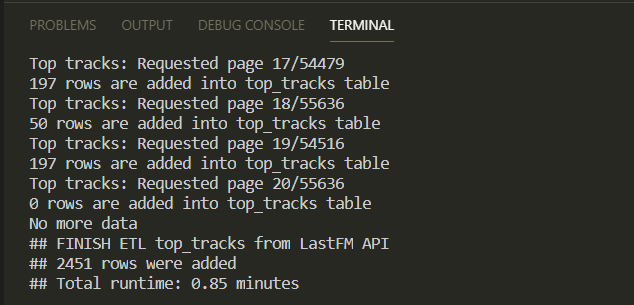 PROBLEMS OUTPUT DEBUG CONSOLE TERMINAL
Top tracks: Requested page 17/54479
197 rows are added into top_tracks table
Top tracks: Requested page 18/55636
50 rows are added into top_tracks table
Top tracks: Requested page 19/54516
197 rows are added into top_tracks table
Top tracks: Requested page 20/55636
0 rows are added into top_tracks table
No more data
## FINISH ETL top_tracks from LastFM API
## 2451 rows were added
## Total runtime: 0.85 minutes